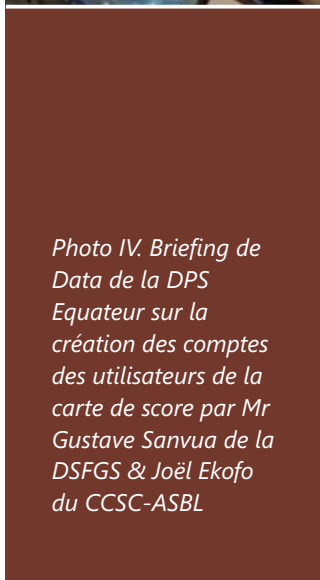 Photo IV. Briefing de
Data de la DPS
Equateur sur la
création des comptes
des utilisateurs de la
carte de score par Mr
Gustave Sanvua de la
DSFGS & Joël Ekofo
du CCSC-ASBL